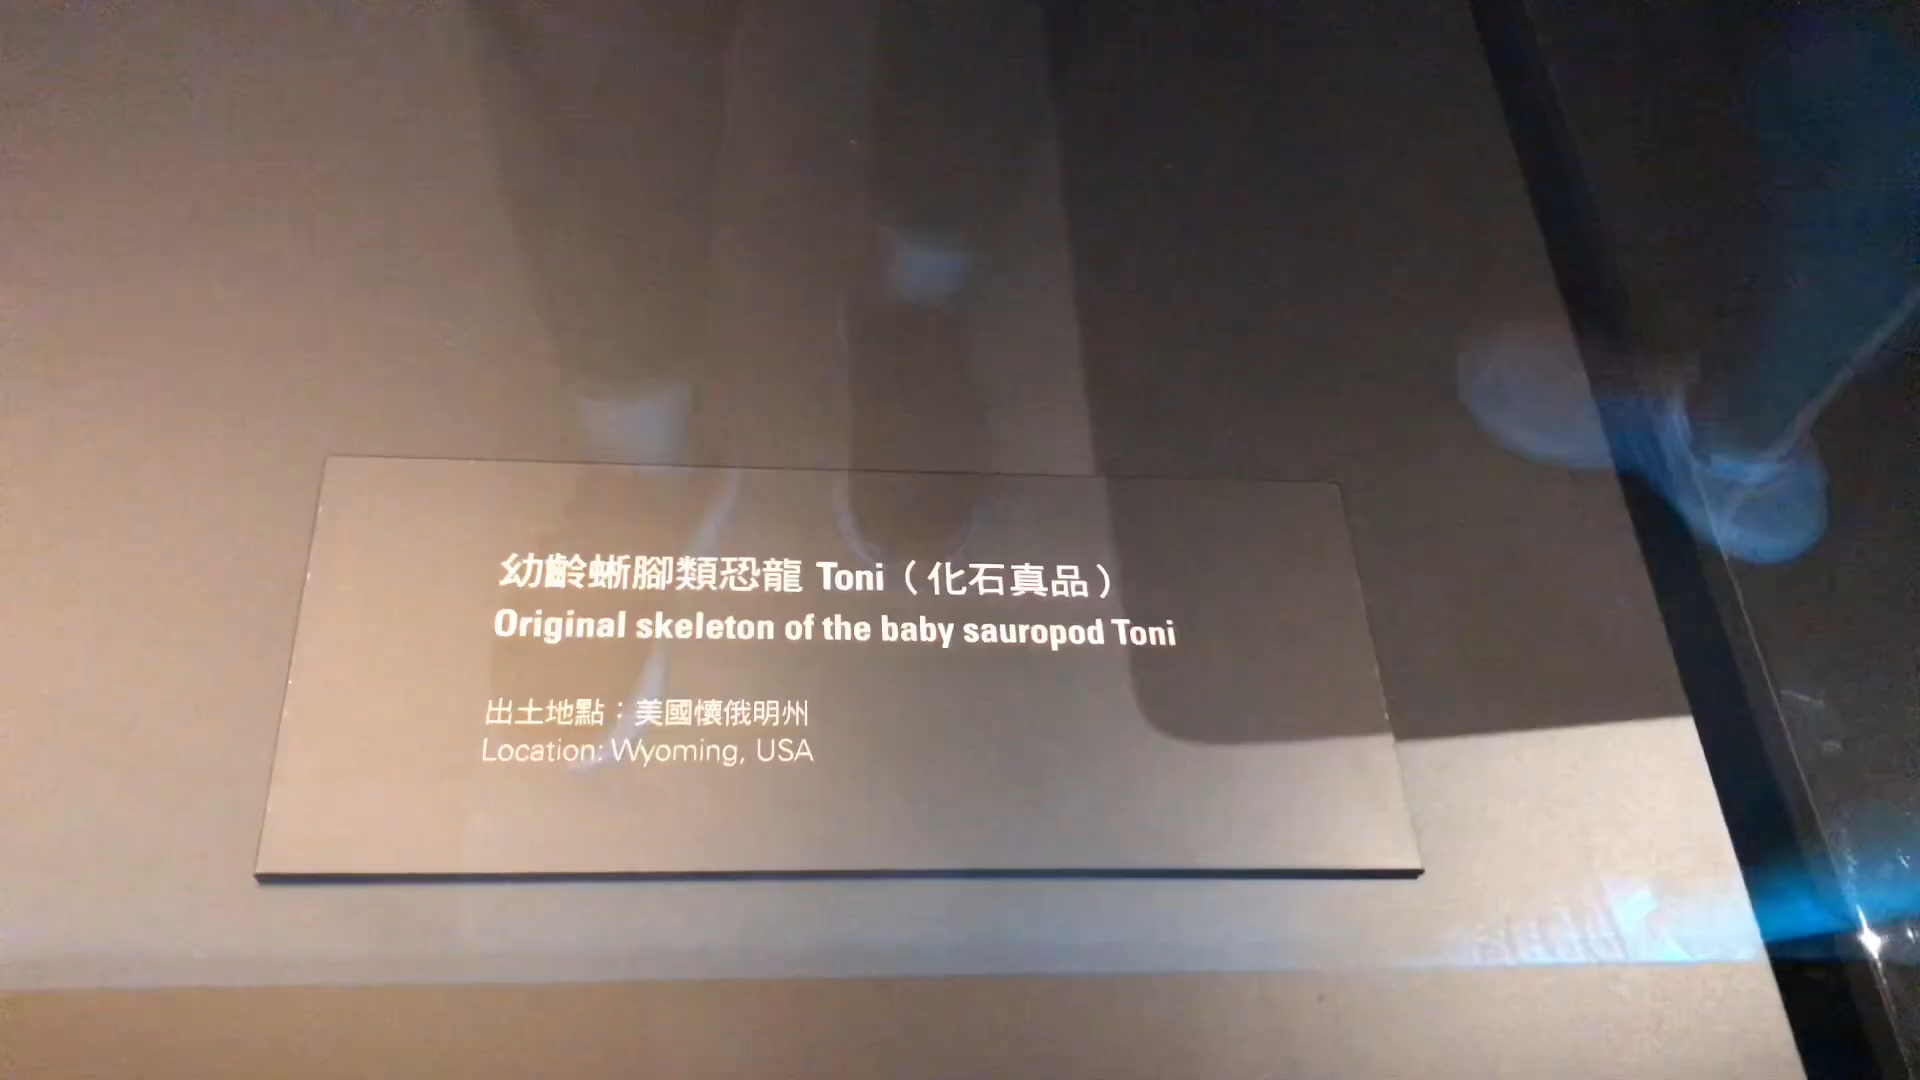 幼齡蜥腳類恐龍 Toni（化石真品）
Original skeleton of the baby sauropod Toni
出土地點：美國懷俄明州
Location: Wyoming, USA